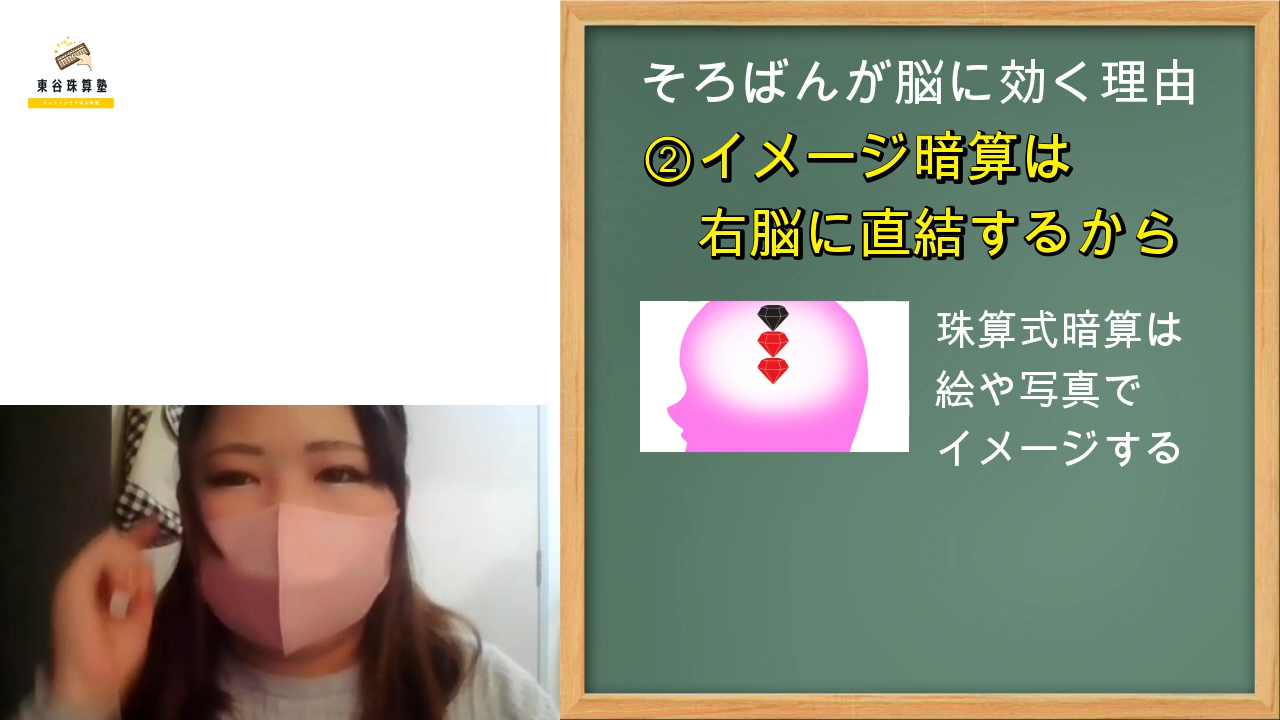 東谷珠算塾
そろばんが脳に効く理由
②イメージ暗算は
右脳に直結するから
珠算式暗算は
絵や写真で
イメージする